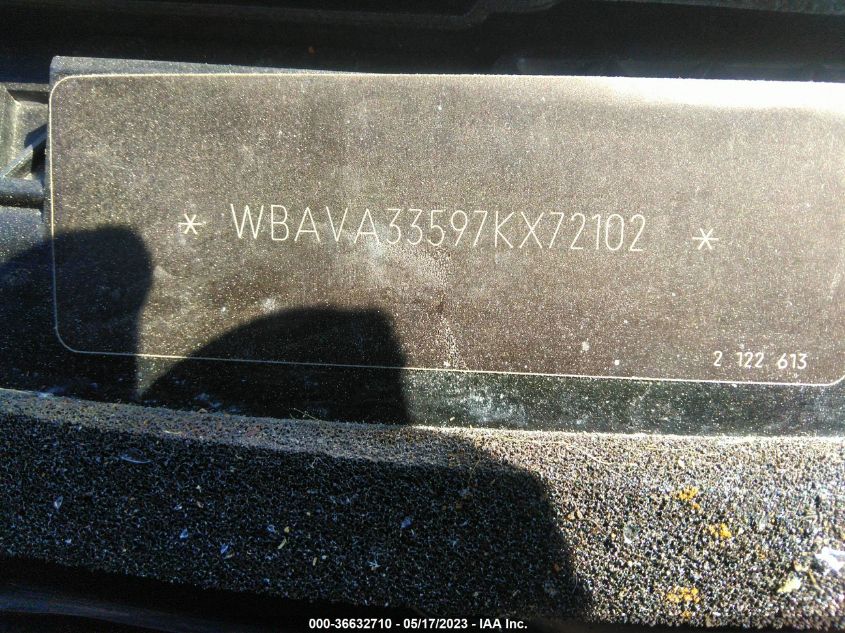 * WBAVA33597KX72102 *
2 122 613
000-36632710 - 05/17/2023 - IAA Inc.